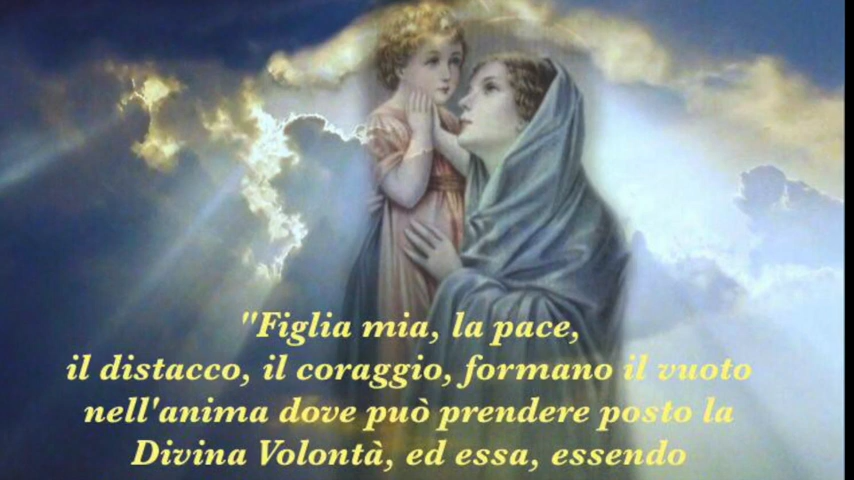 "Figlia mia, la pace,
il distacco, il coraggio, formano il vuoto
nell'anima dove può prendere posto la
Divina Volontà, ed essa, essendo